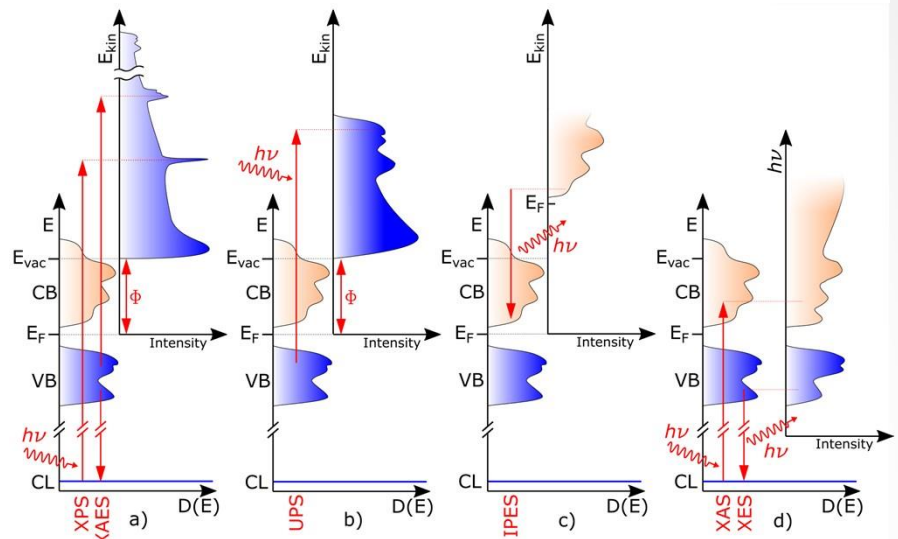 E_kin
E
E_vac
CB
Φ
E_F
Intensity
VB
hν
CL
D(E)
XPS
XAES
a)
E_kin
hν
E
E_vac
CB
Φ
E_F
Intensity
VB
CL
D(E)
UPS
b)
E_kin
E_F
hν
E
E_vac
CB
E_F
VB
CL
D(E)
IPES
c)
hν
E
E_vac
CB
E_F
VB
hν
hν
Intensity
CL
D(E)
XAS
XES
d)